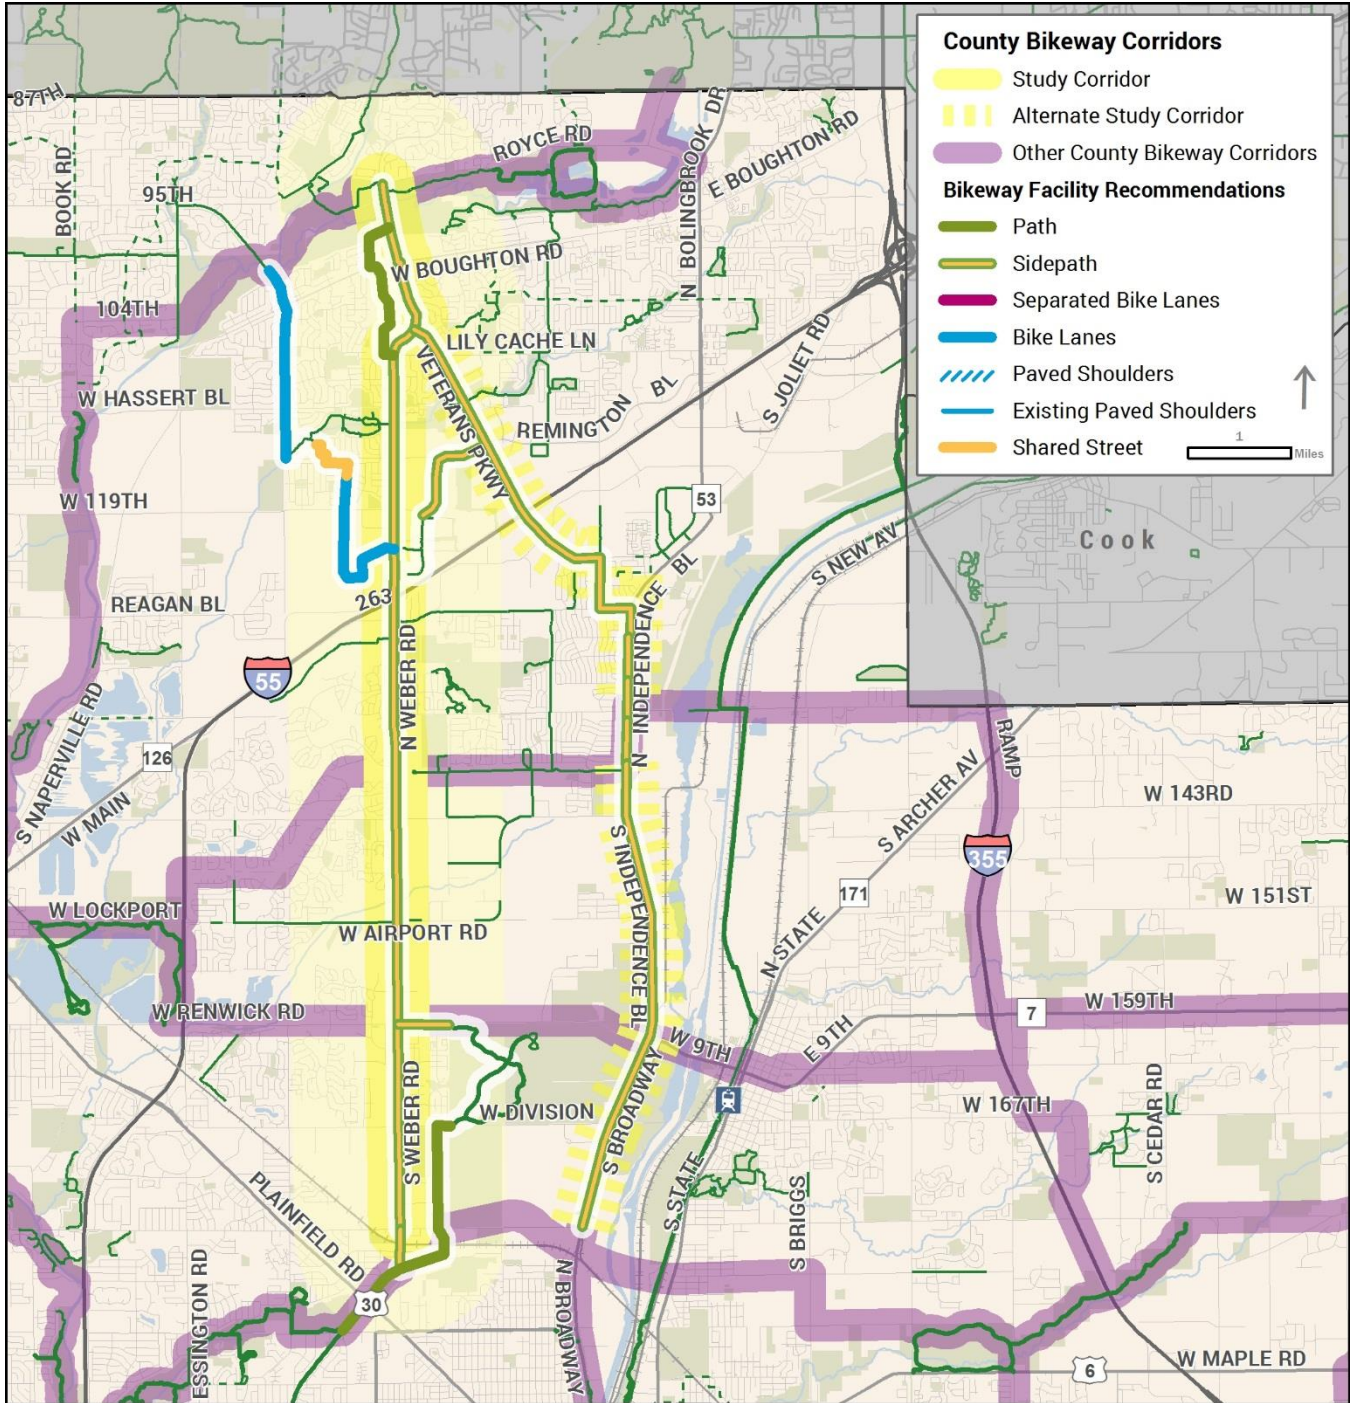 County Bikeway Corridors
Study Corridor
Alternate Study Corridor
Other County Bikeway Corridors
Bikeway Facility Recommendations
Path
Sidepath
Separated Bike Lanes
Bike Lanes
Paved Shoulders
Existing Paved Shoulders
Shared Street
1
Miles
87TH
BOOK RD
95TH
ROYCE RD
N BOLINGBROOK DR
E BOUGHTON RD
W BOUGHTON RD
104TH
LILY CACHE LN
VETERANS PKWY
W HASSERT BL
REMINGTON BL
S JOLIET RD
W 119TH
53
S NEW AV
Cook
REAGAN BL
263
N INDEPENDENCE BL
55
N WEBER RD
S NAPERVILLE RD
126
W MAIN
RAMP
S ARCHER AV
W 143RD
355
S INDEPENDENCE BL
171
W 151ST
W LOCKPORT
W AIRPORT RD
N STATE
W RENWICK RD
W 159TH
7
W 9TH
E 9TH
S WEBER RD
W DIVISION
S BROADWAY
W 167TH
S CEDAR RD
PLAINFIELD RD
S STATE
S BRIGGS
ESSINGTON RD
30
N BROADWAY
W MAPLE RD
6